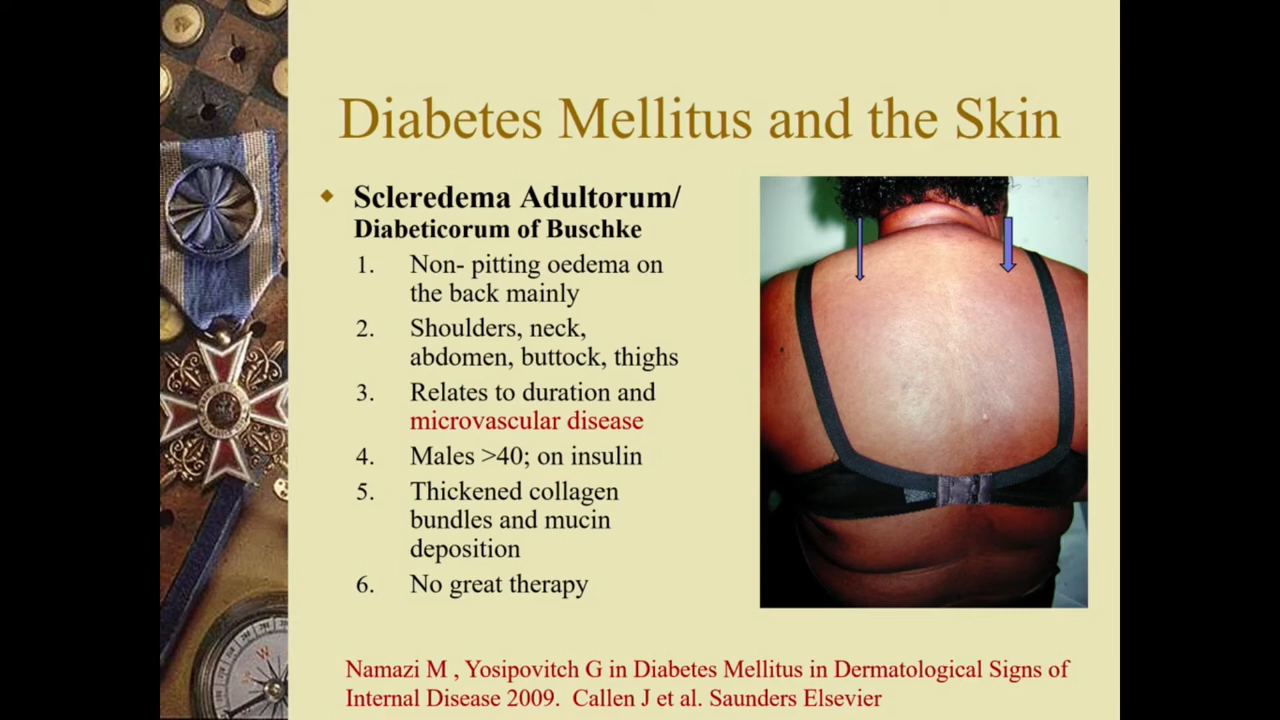 Diabetes Mellitus and the Skin
Scleredema Adultorum/
Diabeticorum of Buschke
1. Non- pitting oedema on
the back mainly
2. Shoulders, neck,
abdomen, buttock, thighs
3. Relates to duration and
microvascular disease
4. Males >40; on insulin
5. Thickened collagen
bundles and mucin
deposition
6. No great therapy
Namazi M , Yosipovitch G in Diabetes Mellitus in Dermatological Signs of
Internal Disease 2009.  Callen J et al. Saunders Elsevier